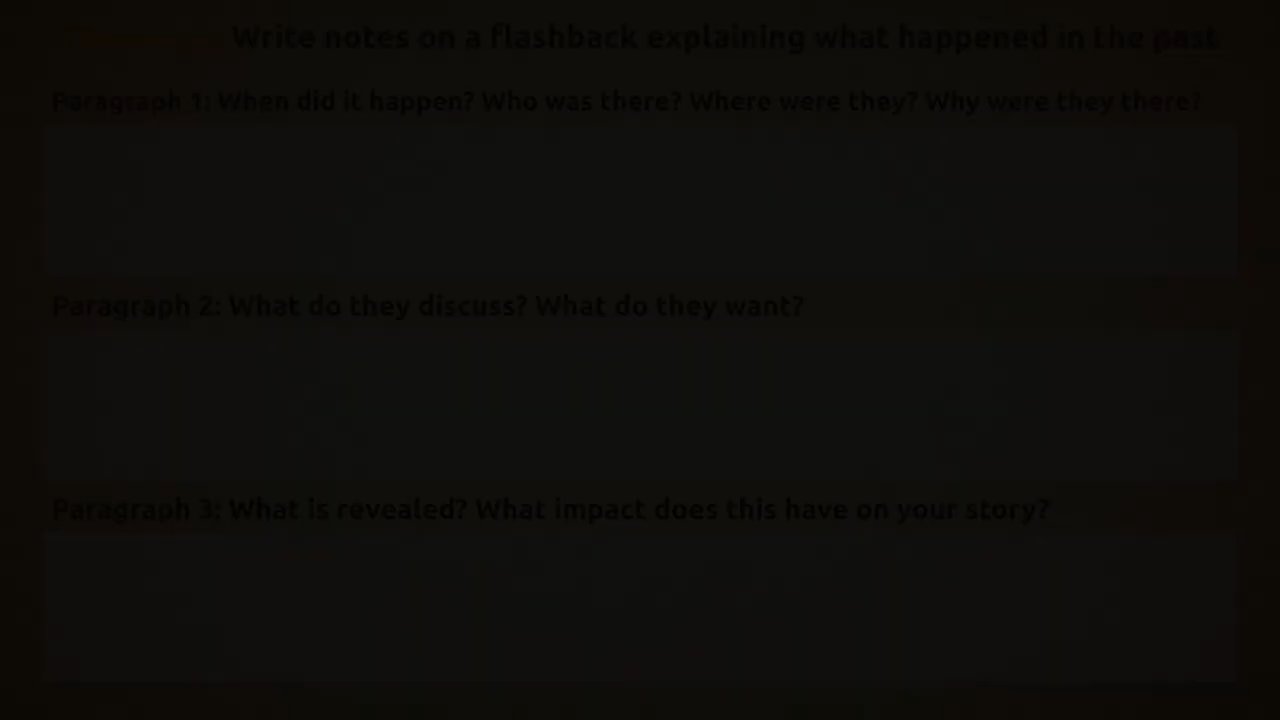 Write notes on a flashback explaining what happened in the past
Paragraph 1: When did it happen? Who was there? Where were they? Why were they there?
Paragraph 2: What do they discuss? What do they want?
Paragraph 3: What is revealed? What impact does this have on your story?